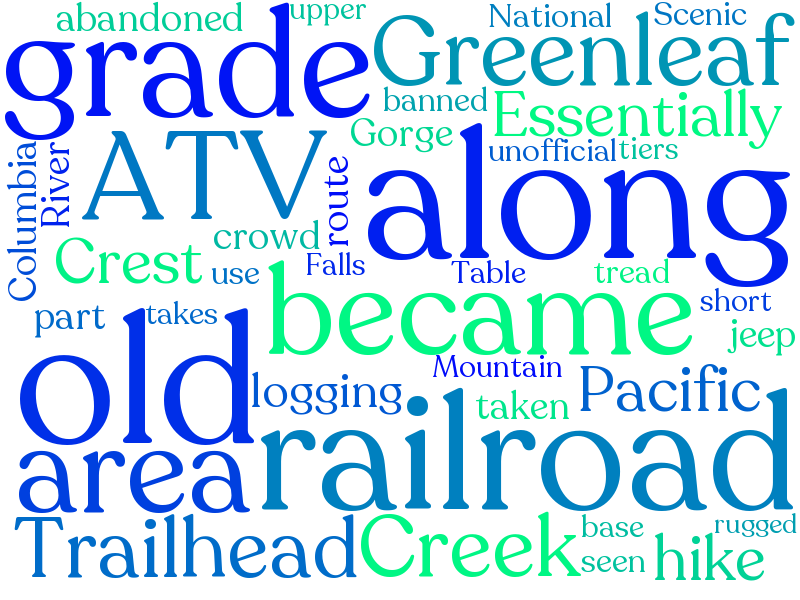 abandoned
upper
National
Scenic
grade
Greenleaf
banned
Essentially
Gorge
unofficial
tiers
ATV
along
Columbia
River
route
crowd
Crest
use
Falls
Table
tread
became
short
part
takes
jeep
old
Mountain
logging
Pacific
taken
railroad
area
Trailhead
Creek
base
rugged
seen
hike